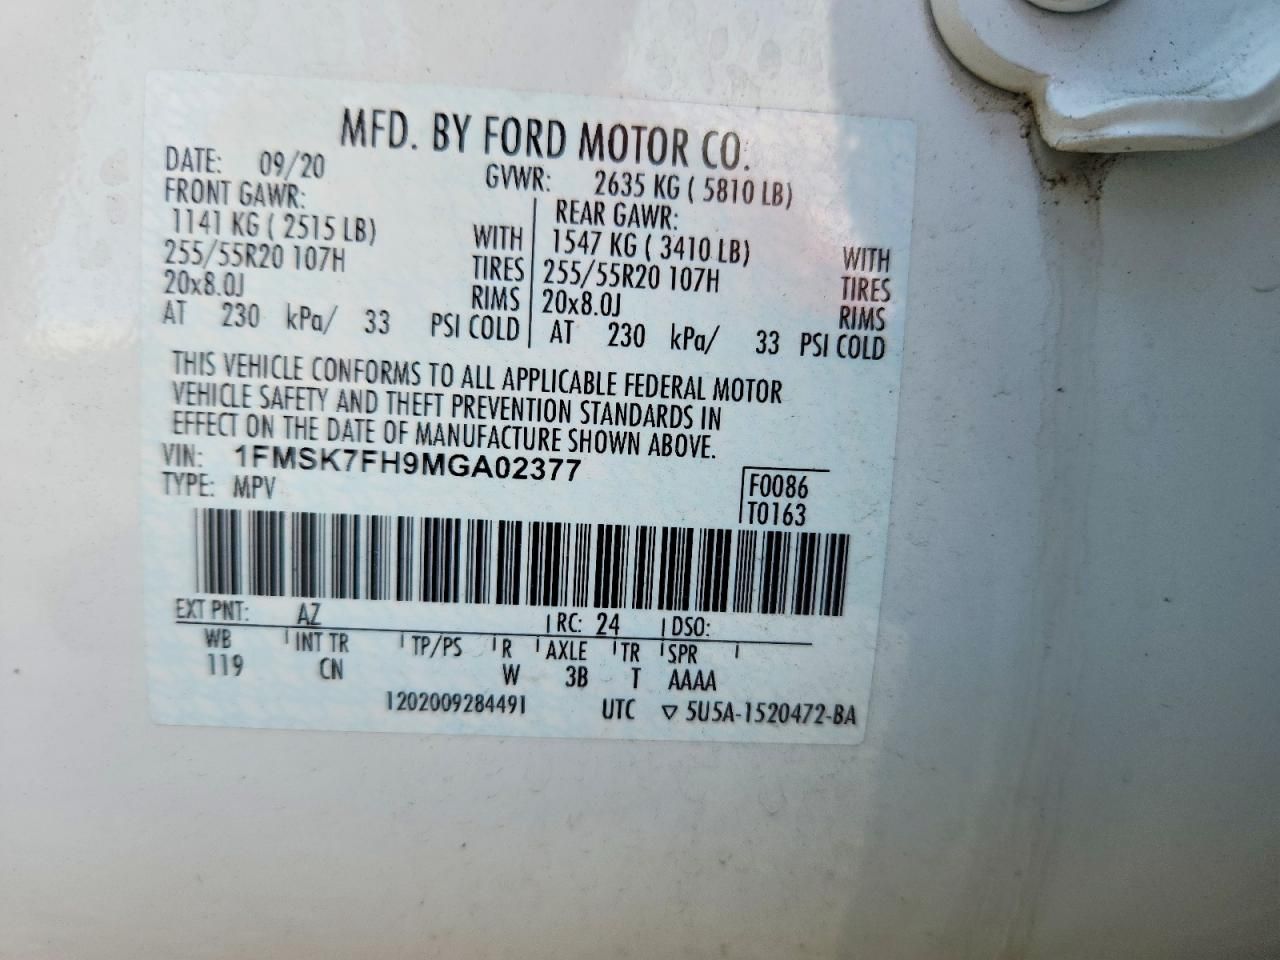 MFD. BY FORD MOTOR CO.
DATE: 09/20 GVWR: 2635 KG ( 5810 LB)
FRONT GAWR: REAR GAWR:
1141 KG ( 2515 LB) WITH 1547 KG ( 3410 LB) WITH
255/55R20 107H TIRES 255/55R20 107H TIRES
20x8.0J RIMS 20x8.0J RIMS
AT 230 kPa/ 33 PSI COLD AT 230 kPa/ 33 PSI COLD
THIS VEHICLE CONFORMS TO ALL APPLICABLE FEDERAL MOTOR
VEHICLE SAFETY AND THEFT PREVENTION STANDARDS IN
EFFECT ON THE DATE OF MANUFACTURE SHOWN ABOVE.
VIN: 1FMSK7FH9MGA02377
TYPE: MPV F0086
T0163
EXT PNT: AZ RC: 24 DSO:
WB INT TR TP/PS R AXLE TR SPR
119 CN W 3B T AAAA
1202009284491 UTC ▽ 5U5A-1520472-BA